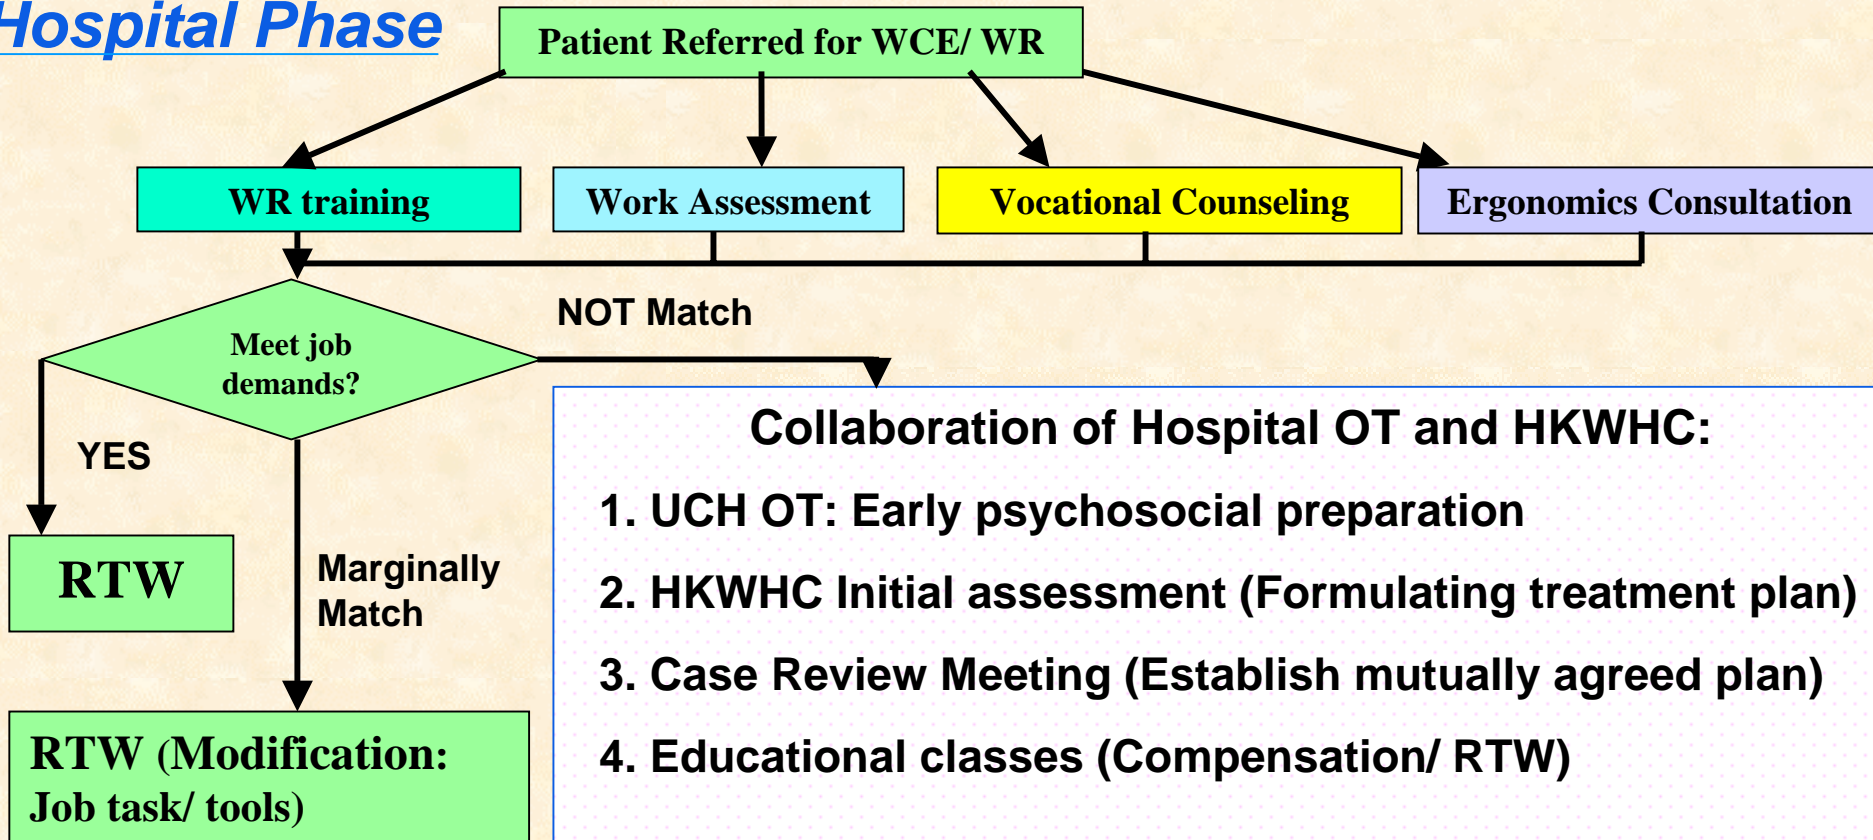 Hospital Phase
Patient Referred for WCE/ WR
WR training
Work Assessment
Vocational Counseling
Ergonomics Consultation
NOT Match
Meet job
demands?
YES
RTW
Marginally
Match
RTW (Modification:
Job task/ tools)
Collaboration of Hospital OT and HKWHC:
1. UCH OT: Early psychosocial preparation
2. HKWHC Initial assessment (Formulating treatment plan)
3. Case Review Meeting (Establish mutually agreed plan)
4. Educational classes (Compensation/ RTW)